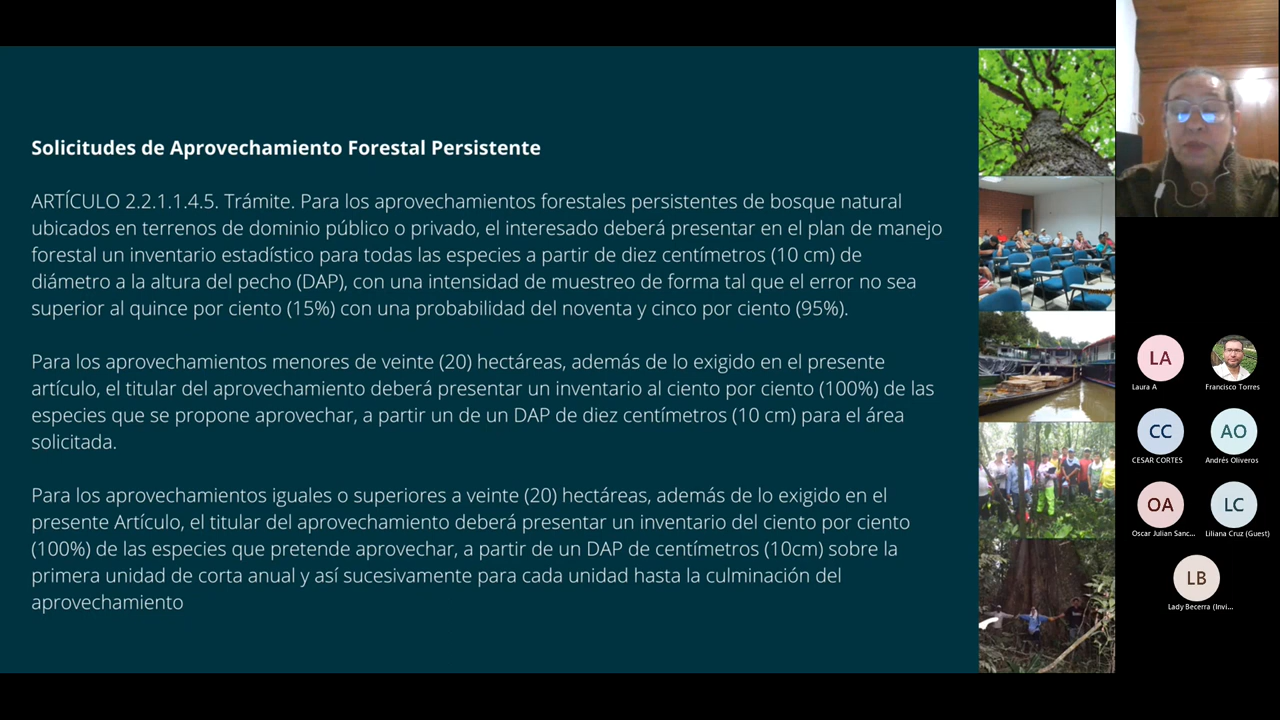 Solicitudes de Aprovechamiento Forestal Persistente
ARTÍCULO 2.2.1.1.4.5. Trámite. Para los aprovechamientos forestales persistentes de bosque natural
ubicados en terrenos de dominio público o privado, el interesado deberá presentar en el plan de manejo
forestal un inventario estadístico para todas las especies a partir de diez centímetros (10 cm) de
diámetro a la altura del pecho (DAP), con una intensidad de muestreo de forma tal que el error no sea
superior al quince por ciento (15%) con una probabilidad del noventa y cinco por ciento (95%).
Para los aprovechamientos menores de veinte (20) hectáreas, además de lo exigido en el presente
artículo, el titular del aprovechamiento deberá presentar un inventario al ciento por ciento (100%) de las
especies que se propone aprovechar, a partir un de un DAP de diez centímetros (10 cm) para el área
solicitada.
Para los aprovechamientos iguales o superiores a veinte (20) hectáreas, además de lo exigido en el
presente Artículo, el titular del aprovechamiento deberá presentar un inventario del ciento por ciento
(100%) de las especies que pretende aprovechar, a partir de un DAP de centímetros (10cm) sobre la
primera unidad de corta anual y así sucesivamente para cada unidad hasta la culminación del
aprovechamiento
LA
Laura A
Francisco Torres
CC
CESAR CORTES
AO
Andrés Oliveros
OA
Oscar Julian Sanc...
LC
Liliana Cruz (Guest)
LB
Lady Becerra (Invi...